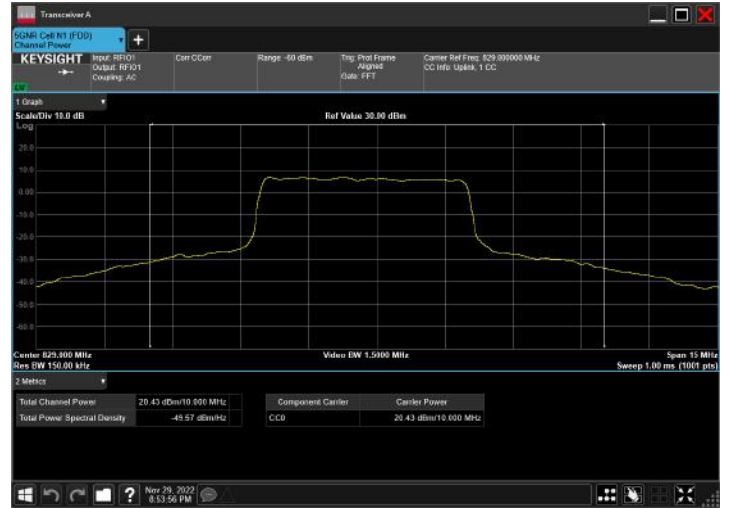 Transceiver A
5GNR Cell N1 (FDD)
Channel Power
KEYSIGHT
Input: RFIO1
Output: RFIO1
Coupling: AC
Corr CCorr
Range -60 dBm
Trig: Prot Frame
Aligned
Gate: FFT
Carrier Ref Freq: 829.000000 MHz
CC Info: Uplink, 1 CC
1 Graph
Scale/Div 10.0 dB
Ref Value 30.00 dBm
Log
20.0
10.0
0.00
-10.0
-20.0
-30.0
-40.0
-50.0
-60.0
Center 829.000 MHz
Video BW 1.5000 MHz
Span 15 MHz
Res BW 150.00 kHz
Sweep 1.00 ms (1001 pts)
2 Metrics
Total Channel Power 20.43 dBm/10.000 MHz
Total Power Spectral Density -49.57 dBm/Hz
Component Carrier Carrier Power
CC0 20.43 dBm/10.000 MHz
Nov 29, 2022
8:53:56 PM